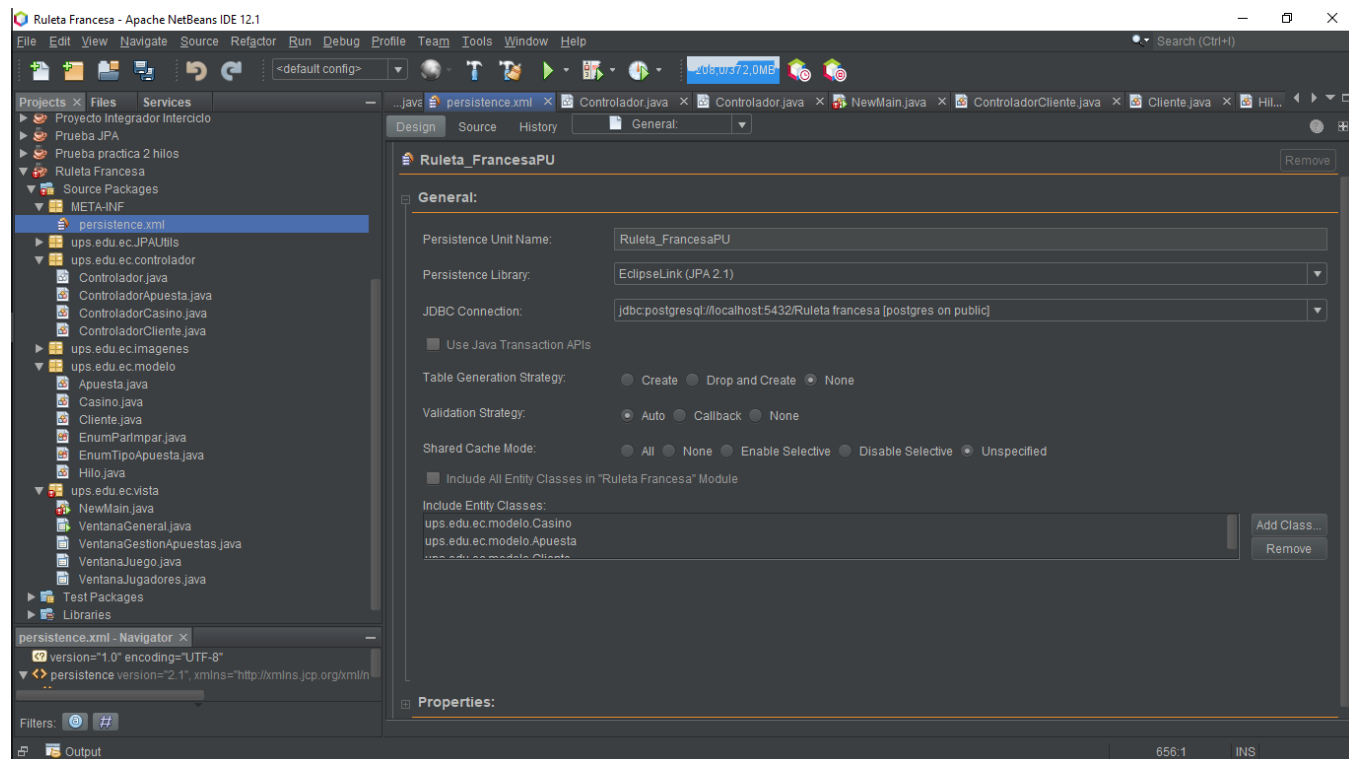 Ruleta Francesa - Apache NetBeans IDE 12.1
File Edit View Navigate Source Refactor Run Debug Profile Team Tools Window Help
Search (Ctrl+I)
<default config>
208,0/372,0MB
Projects Files Services
Proyecto Integrador Interciclo
Prueba JPA
Prueba practica 2 hilos
Ruleta Francesa
Source Packages
META-INF
persistence.xml
ups.edu.ec.JPAUtils
ups.edu.ec.controlador
Controlador.java
ControladorApuesta.java
ControladorCasino.java
ControladorCliente.java
ups.edu.ec.imagenes
ups.edu.ec.modelo
Apuesta.java
Casino.java
Cliente.java
EnumParImpar.java
EnumTipoApuesta.java
Hilo.java
ups.edu.ec.vista
NewMain.java
VentanaGeneral.java
VentanaGestionApuestas.java
VentanaJuego.java
VentanaJugadores.java
Test Packages
Libraries
persistence.xml - Navigator
version="1.0" encoding="UTF-8"
persistence version="2.1", xmlns="http://xmlns.jcp.org/xml/n
Filters:
Output
...java persistence.xml Controlador.java Controlador.java NewMain.java ControladorCliente.java Cliente.java Hil...
Design Source History General:
Ruleta_FrancesaPU
Remove
General:
Persistence Unit Name: Ruleta_FrancesaPU
Persistence Library: EclipseLink (JPA 2.1)
JDBC Connection: jdbc:postgresql://localhost:5432/Ruleta francesa [postgres on public]
Use Java Transaction APIs
Table Generation Strategy: Create Drop and Create None
Validation Strategy: Auto Callback None
Shared Cache Mode: All None Enable Selective Disable Selective Unspecified
Include All Entity Classes in "Ruleta Francesa" Module
Include Entity Classes:
ups.edu.ec.modelo.Casino
ups.edu.ec.modelo.Apuesta
ups.edu.ec.modelo.Cliente
Add Class...
Remove
Properties:
656:1 INS